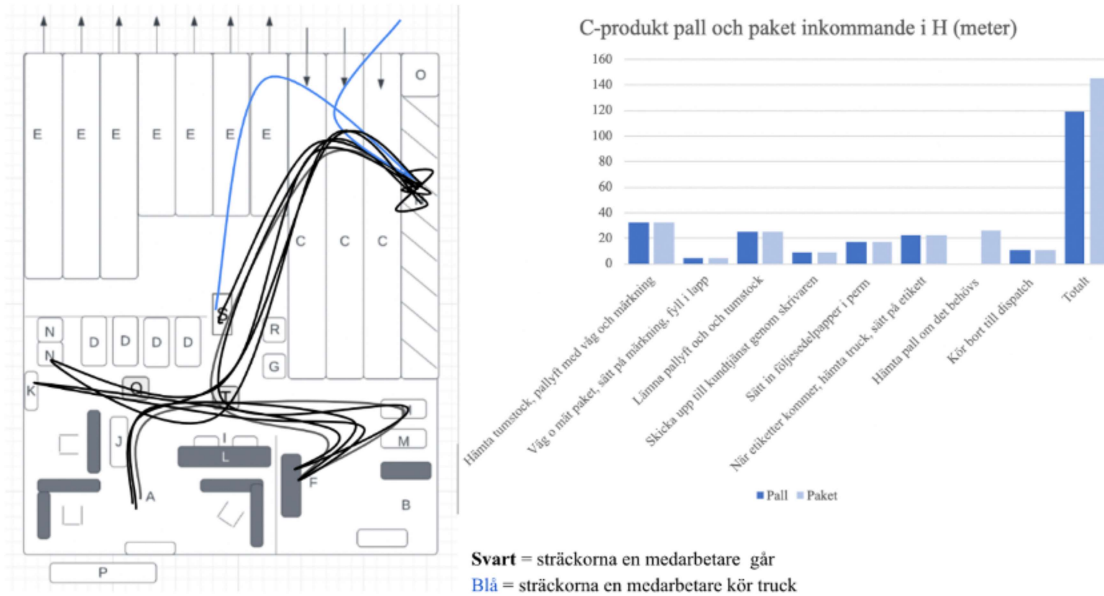 C-produkt pall och paket inkommande i H (meter)
160
140
120
100
80
60
40
20
0
Hämta tumstock, pallyft med våg och märkning
Väg o mät paket, sätt på märkning, fyll i lapp
Lämna pallyft och tumstock
Skicka upp till kundtjänst genom skrivaren
Sätt in följesedelpapper i perm
När etiketter kommer, hämta truck, sätt på etikett
Hämta pall om det behövs
Kör bort till dispatch
Totalt
Pall Paket
O
E E E E E E E
C C C
S
N
N
D D D D
R
G
K
Q
T
J
I
L
M
A
F
B
P
Svart = sträckorna en medarbetare går
Blå = sträckorna en medarbetare kör truck